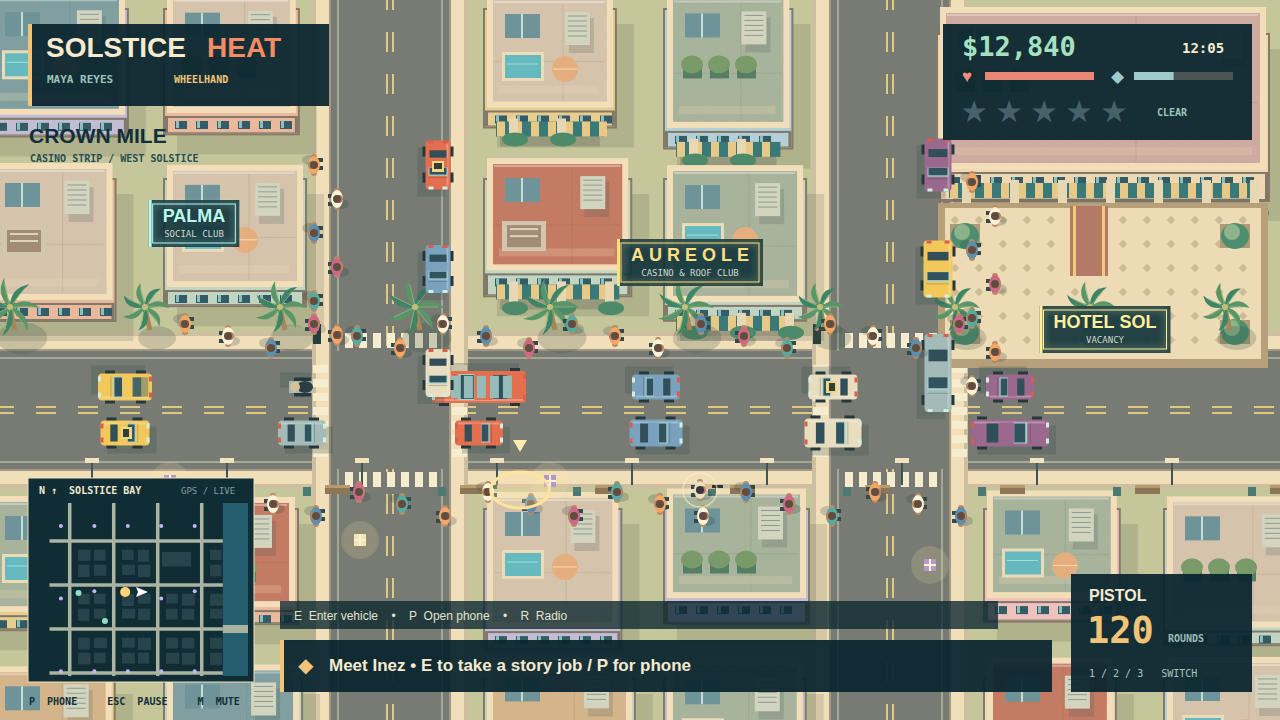 SOLSTICE HEAT
MAYA REYES WHEELHAND
$12,840 12:05
CLEAR
CROWN MILE
CASINO STRIP / WEST SOLSTICE
PALMA
SOCIAL CLUB
AUREOLE
CASINO & ROOF CLUB
HOTEL SOL
VACANCY
N ↑ SOLSTICE BAY GPS / LIVE
E Enter vehicle • P Open phone • R Radio
Meet Inez • E to take a story job / P for phone
PISTOL
120 ROUNDS
1 / 2 / 3 SWITCH
P PHONE ESC PAUSE M MUTE